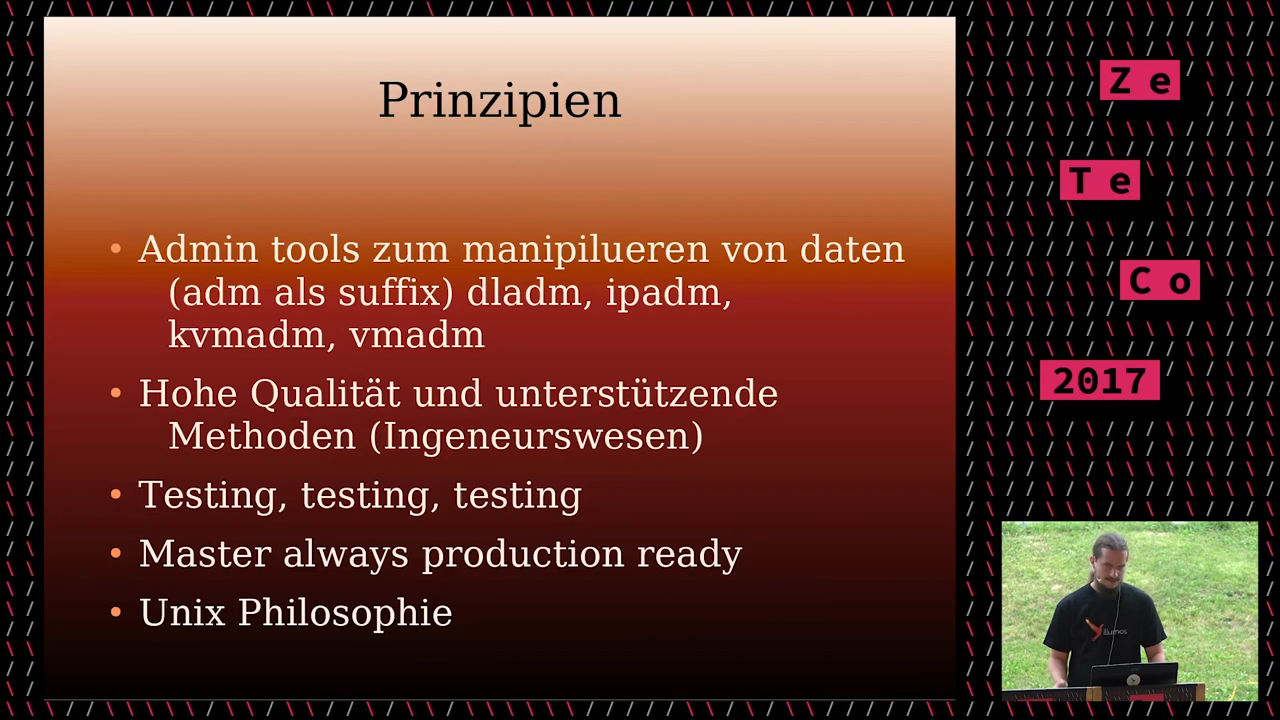 Prinzipien
• Admin tools zum manipilueren von daten
(adm als suffix) dladm, ipadm,
kvmadm, vmadm
• Hohe Qualität und unterstützende
Methoden (Ingeneurswesen)
• Testing, testing, testing
• Master always production ready
• Unix Philosophie
Z e
T e
C o
2017
illumos